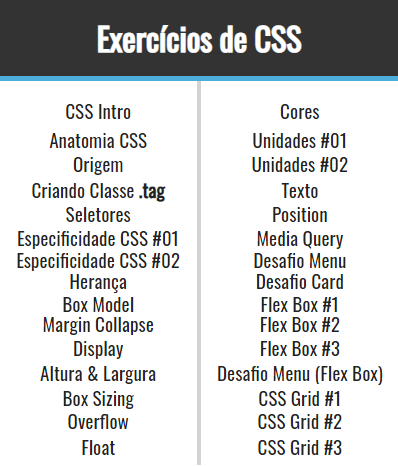 Exercícios de CSS
CSS Intro
Anatomia CSS
Origem
Criando Classe .tag
Seletores
Especificidade CSS #01
Especificidade CSS #02
Herança
Box Model
Margin Collapse
Display
Altura & Largura
Box Sizing
Overflow
Float
Cores
Unidades #01
Unidades #02
Texto
Position
Media Query
Desafio Menu
Desafio Card
Flex Box #1
Flex Box #2
Flex Box #3
Desafio Menu (Flex Box)
CSS Grid #1
CSS Grid #2
CSS Grid #3